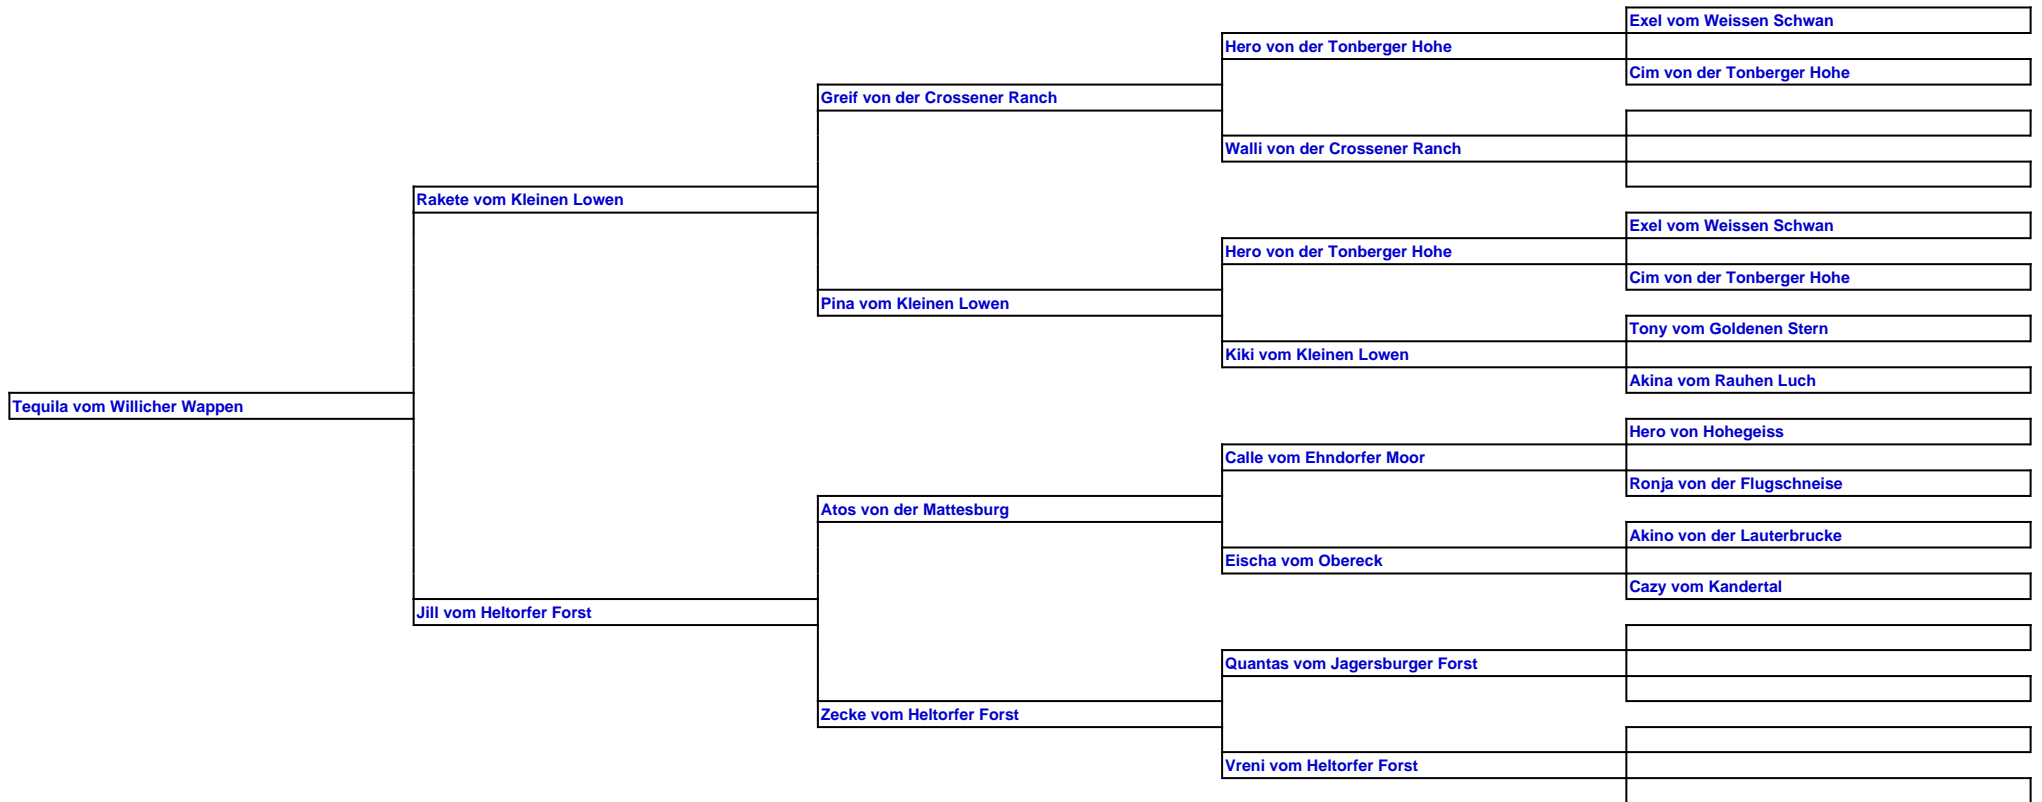 Exel vom Weissen Schwan
Hero von der Tonberger Hohe
Cim von der Tonberger Hohe
Greif von der Crossener Ranch
Walli von der Crossener Ranch
Rakete vom Kleinen Lowen
Exel vom Weissen Schwan
Hero von der Tonberger Hohe
Cim von der Tonberger Hohe
Pina vom Kleinen Lowen
Tony vom Goldenen Stern
Kiki vom Kleinen Lowen
Akina vom Rauhen Luch
Tequila vom Willicher Wappen
Hero von Hohegeiss
Calle vom Ehndorfer Moor
Ronja von der Flugschneise
Atos von der Mattesburg
Akino von der Lauterbrucke
Eischa vom Obereck
Cazy vom Kandertal
Jill vom Heltorfer Forst
Quantas vom Jagersburger Forst
Zecke vom Heltorfer Forst
Vreni vom Heltorfer Forst